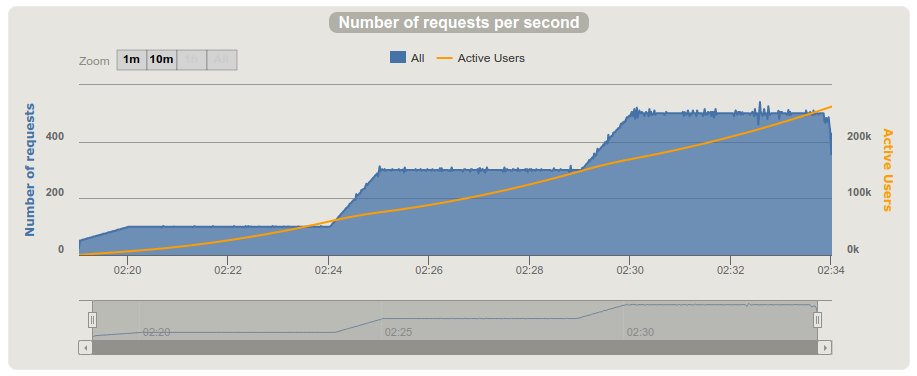 Number of requests per second
Zoom 1m 10m 1h All
All Active Users
Number of requests
Active Users
400
200
0
200k
100k
0k
02:20 02:22 02:24 02:26 02:28 02:30 02:32 02:34
02:20 02:25 02:30